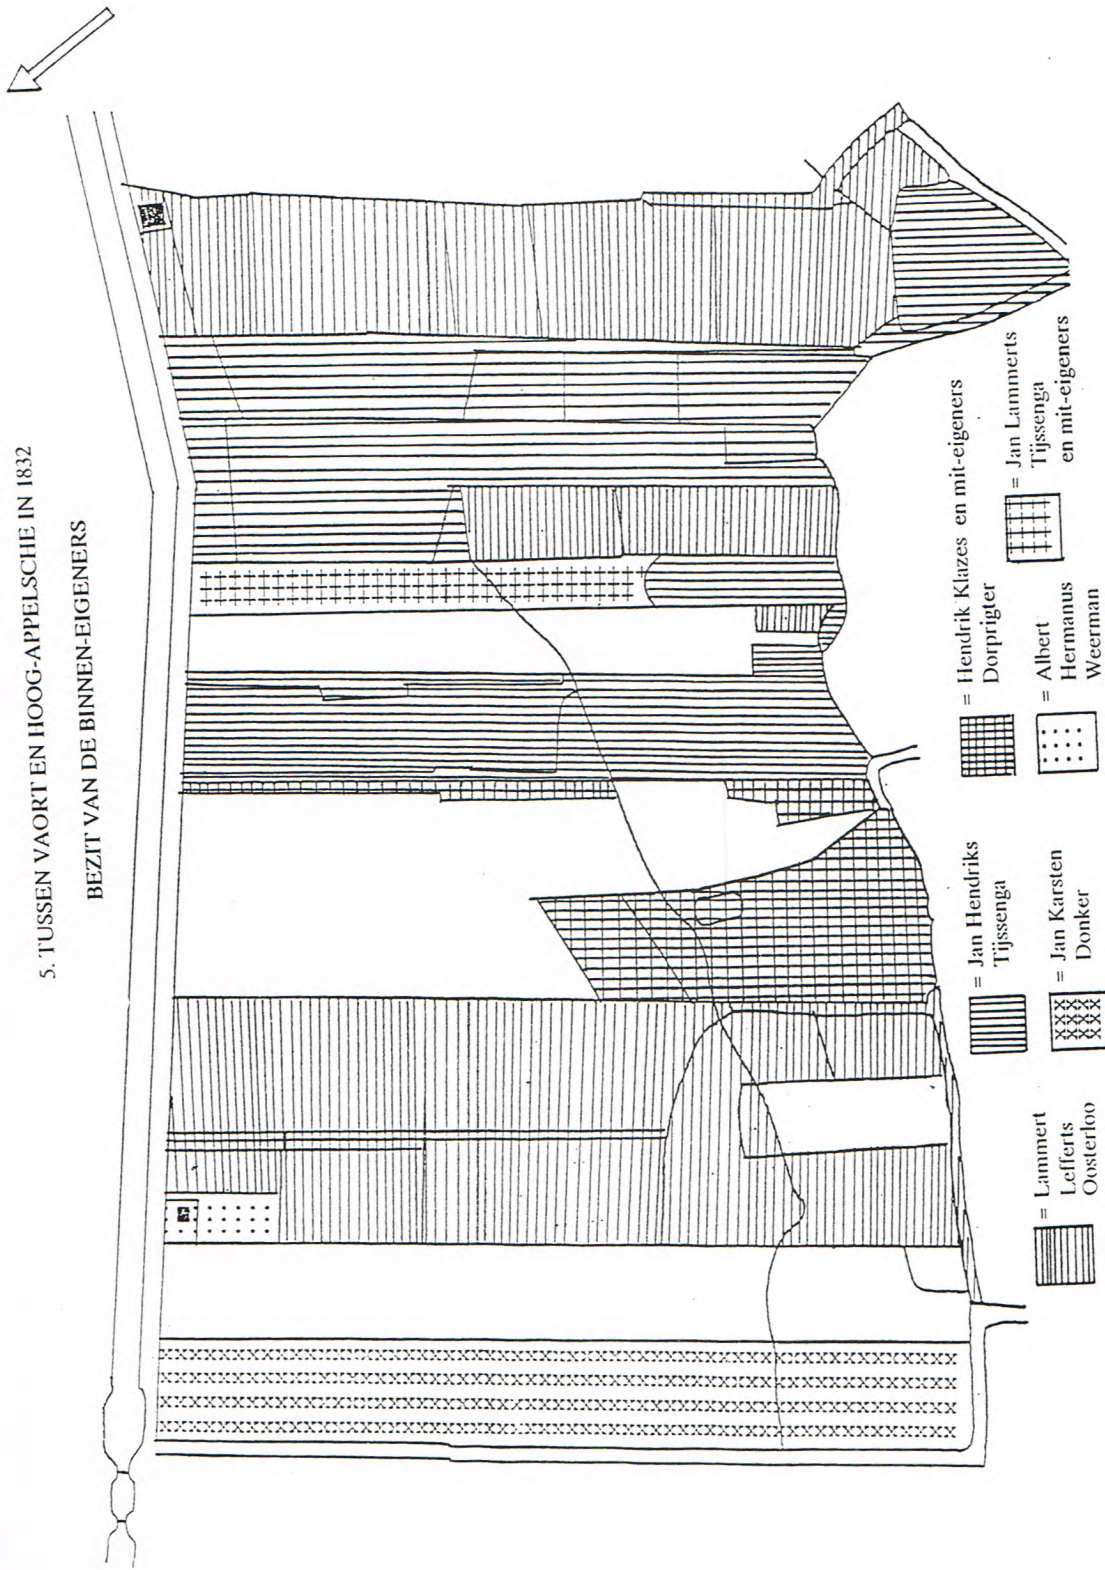 5. TUSSEN VAORT EN HOOG-APPELSCHE IN 1832
BEZIT VAN DE BINNEN-EIGENERS
= Lammert
Lefferts
Oosterloo
= Jan Hendriks
Tijssenga
= Jan Karsten
Donker
= Hendrik Klazes en mit-eigeners
Dorprigter
= Albert
Hermanus
Weerman
= Jan Lammerts
Tijssenga
en mit-eigeners